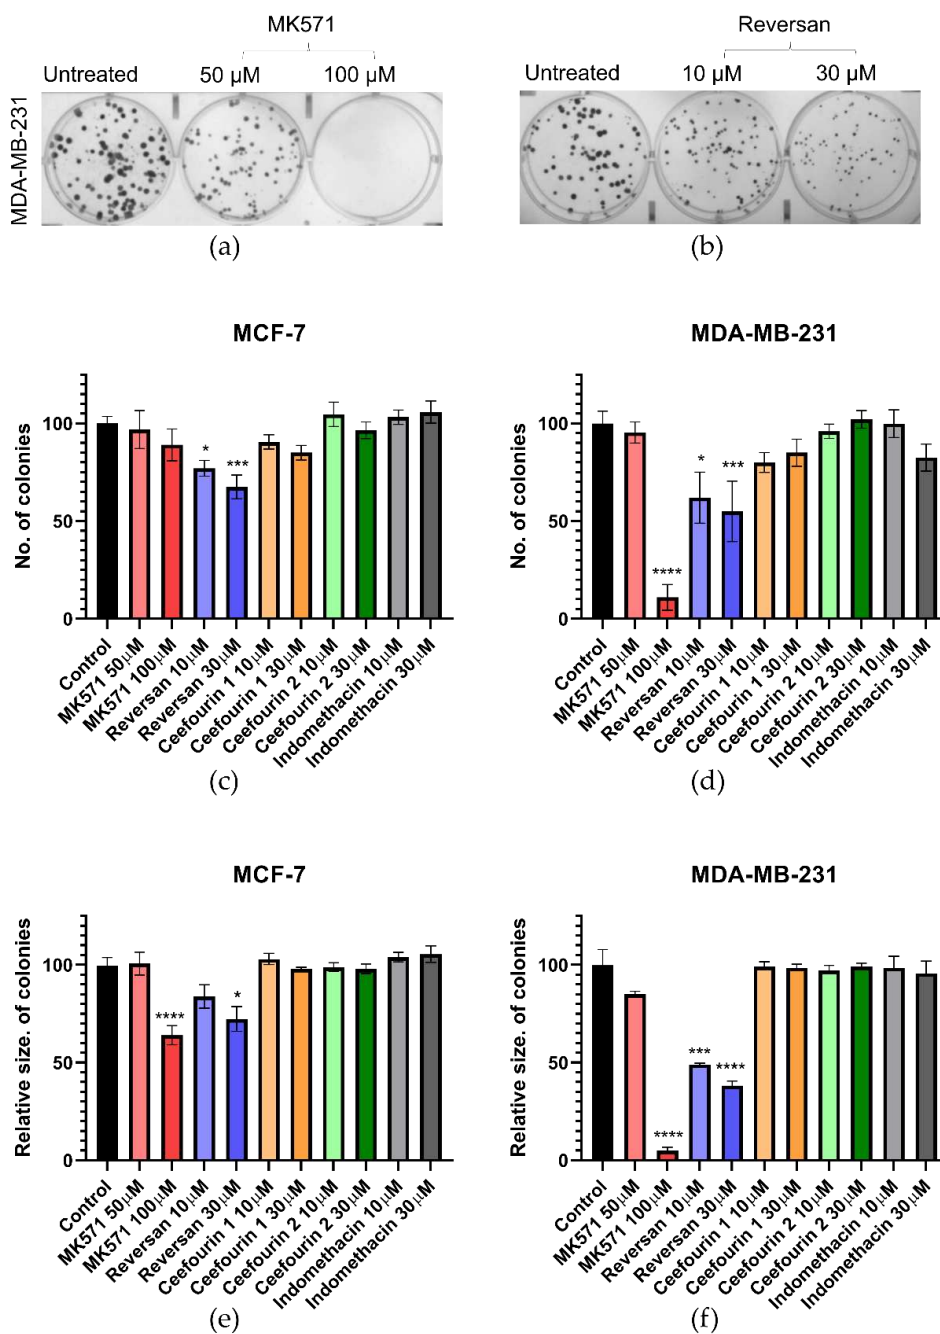 MK571
Reversan
Untreated 50 µM 100 µM
Untreated 10 µM 30 µM
MDA-MB-231
(a)
(b)
MCF-7
No. of colonies
100
50
0
* ***
Control
MK571 50µM
MK571 100µM
Reversan 10µM
Reversan 30µM
Ceefourin 1 10µM
Ceefourin 1 30µM
Ceefourin 2 10µM
Ceefourin 2 30µM
Indomethacin 10µM
Indomethacin 30µM
(c)
MDA-MB-231
No. of colonies
100
50
0
**** * ***
Control
MK571 50µM
MK571 100µM
Reversan 10µM
Reversan 30µM
Ceefourin 1 10µM
Ceefourin 1 30µM
Ceefourin 2 10µM
Ceefourin 2 30µM
Indomethacin 10µM
Indomethacin 30µM
(d)
MCF-7
Relative size. of colonies
100
50
0
**** *
Control
MK571 50µM
MK571 100µM
Reversan 10µM
Reversan 30µM
Ceefourin 1 10µM
Ceefourin 1 30µM
Ceefourin 2 10µM
Ceefourin 2 30µM
Indomethacin 10µM
Indomethacin 30µM
(e)
MDA-MB-231
Relative size. of colonies
100
50
0
**** *** ****
Control
MK571 50µM
MK571 100µM
Reversan 10µM
Reversan 30µM
Ceefourin 1 10µM
Ceefourin 1 30µM
Ceefourin 2 10µM
Ceefourin 2 30µM
Indomethacin 10µM
Indomethacin 30µM
(f)